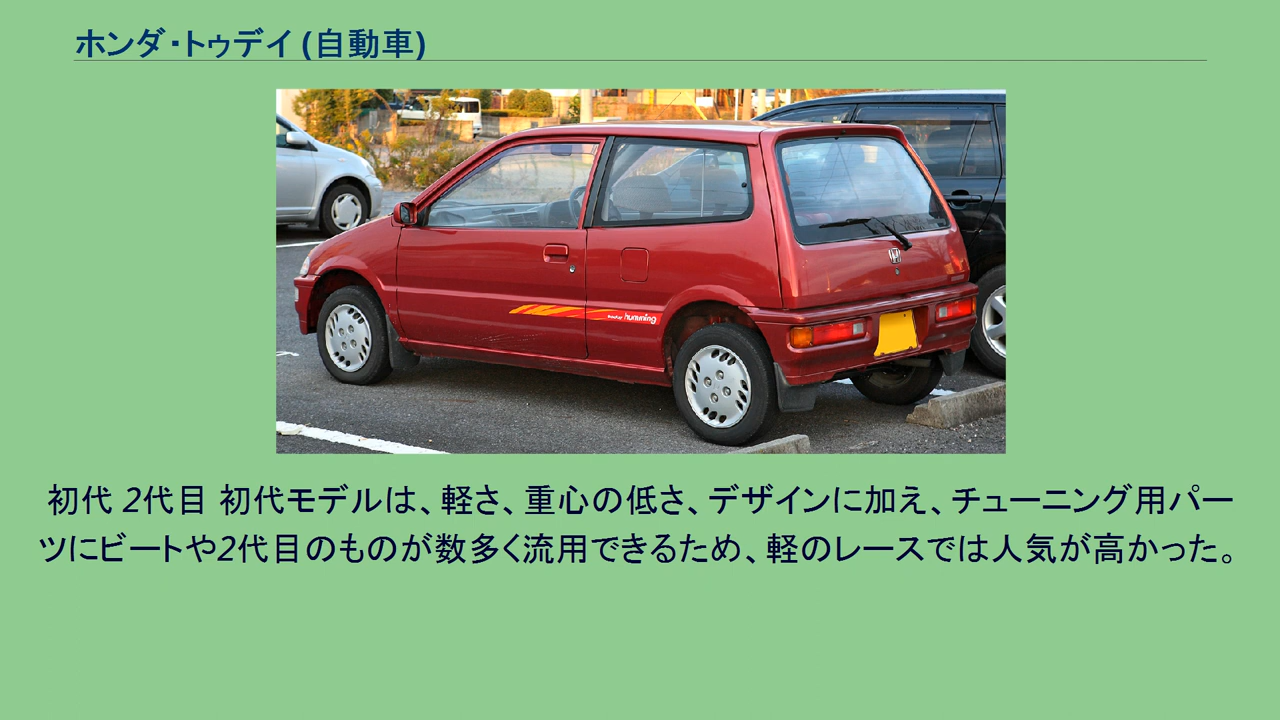 ホンダ・トゥデイ (自動車)
humming
初代 2代目 初代モデルは、軽さ、重心の低さ、デザインに加え、チューニング用パー
ツにビートや2代目のものが数多く流用できるため、軽のレースでは人気が高かった。